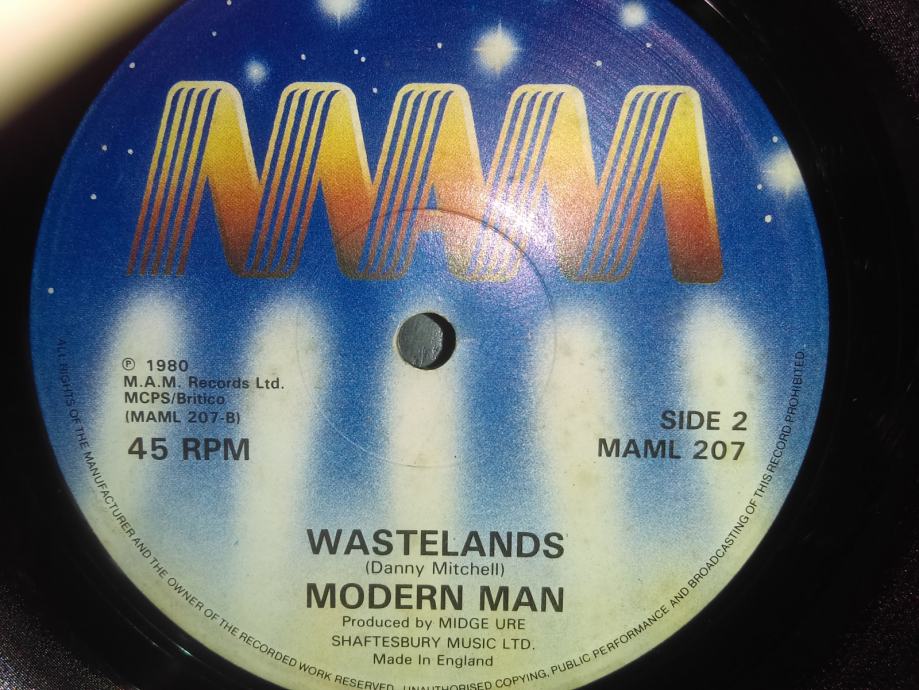 MAM
℗ 1980
M.A.M. Records Ltd.
MCPS/Britico
(MAML 207-B)
45 RPM
SIDE 2
MAML 207
WASTELANDS
(Danny Mitchell)
MODERN MAN
Produced by MIDGE URE
SHAFTESBURY MUSIC LTD.
Made In England
ALL RIGHTS OF THE MANUFACTURER AND THE OWNER OF THE RECORDED WORK RESERVED. UNAUTHORISED COPYING, PUBLIC PERFORMANCE AND BROADCASTING OF THIS RECORD PROHIBITED.